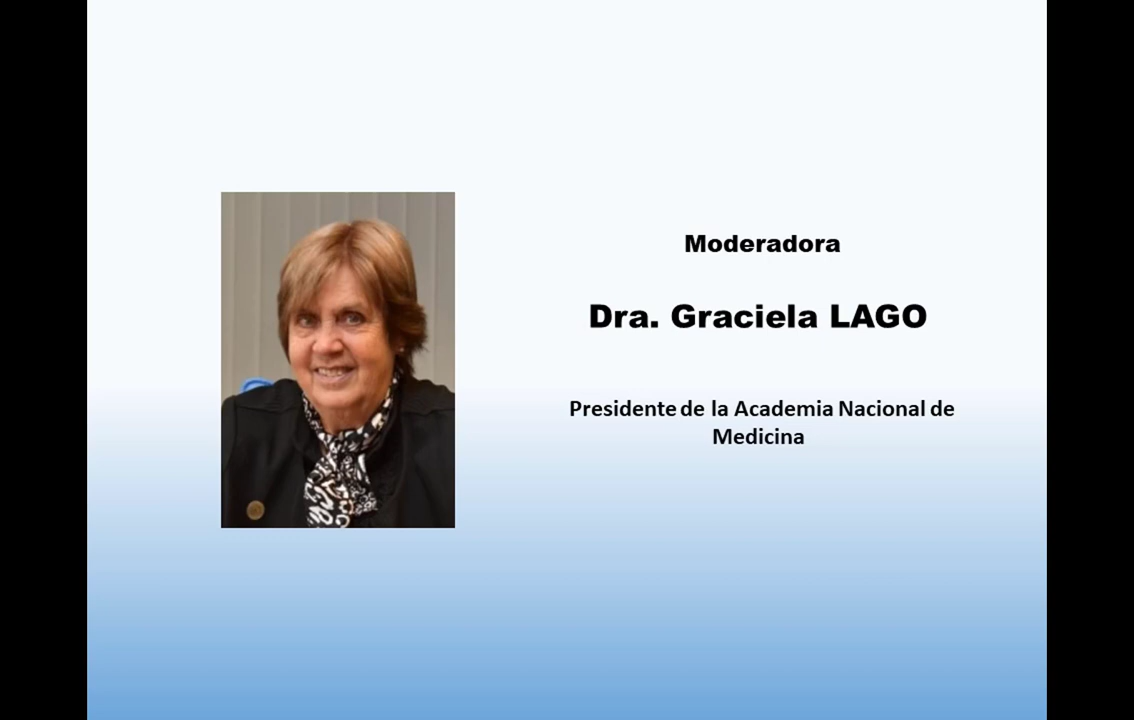 Moderadora
Dra. Graciela LAGO
Presidente de la Academia Nacional de
Medicina